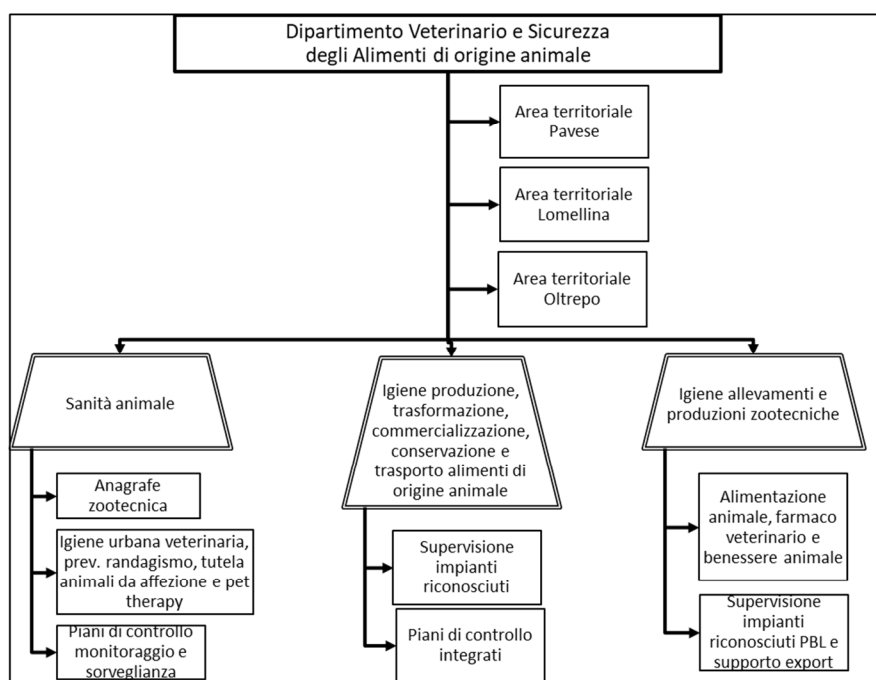 Dipartimento Veterinario e Sicurezza
degli Alimenti di origine animale
Area territoriale
Pavese
Area territoriale
Lomellina
Area territoriale
Oltrepo
Sanità animale
Igiene produzione,
trasformazione,
commercializzazione,
conservazione e
trasporto alimenti di
origine animale
Igiene allevamenti e
produzioni zootecniche
Anagrafe
zootecnica
Igiene urbana veterinaria,
prev. randagismo, tutela
animali da affezione e pet
therapy
Piani di controllo
monitoraggio e
sorveglianza
Supervisione
impianti
riconosciuti
Piani di controllo
integrati
Alimentazione
animale, farmaco
veterinario e
benessere animale
Supervisione
impianti
riconosciuti PBL e
supporto export